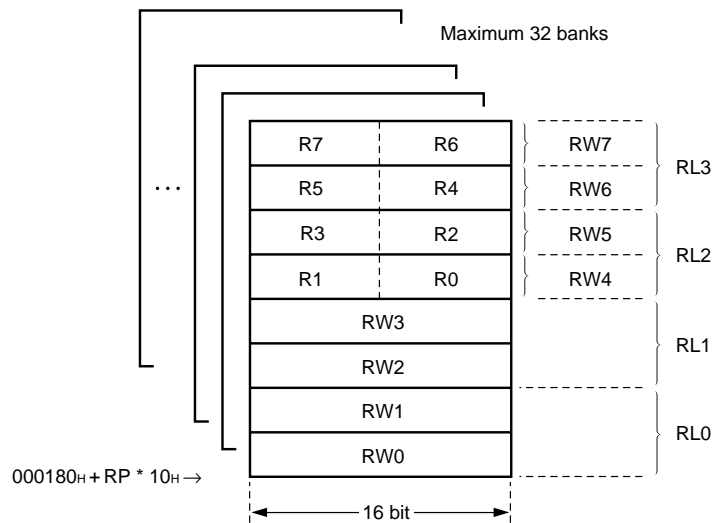 Maximum 32 banks
R7 R6 RW7
RL3
R5 R4 RW6
...
R3 R2 RW5
RL2
R1 R0 RW4
RW3
RL1
RW2
RW1
RL0
RW0
000180H + RP * 10H →
16 bit